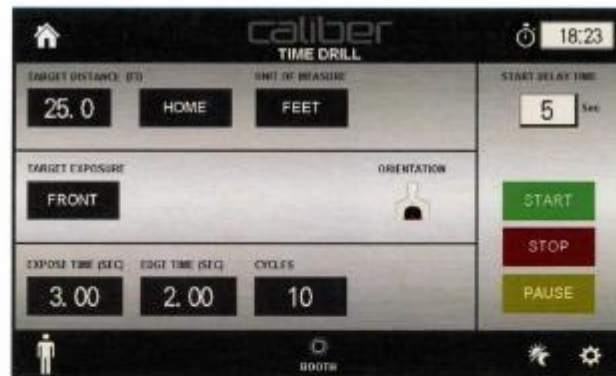 caliber
TIME DRILL
18:23
TARGET DISTANCE (FT)
UNIT OF MEASURE
START DELAY TIME
25.0
HOME
FEET
5 Sec
TARGET EXPOSURE
ORIENTATION
FRONT
START
STOP
EXPOSE TIME (SEC)
EDGE TIME (SEC)
CYCLES
3.00
2.00
10
PAUSE
BOOTH